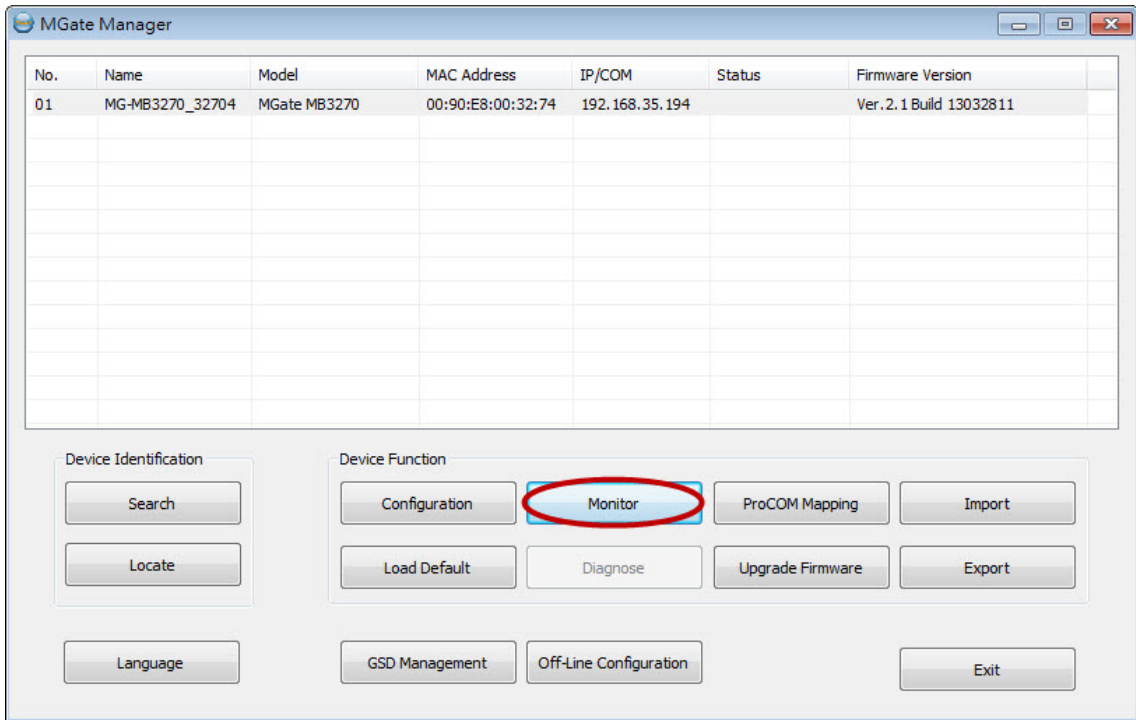 MGate Manager
No. Name Model MAC Address IP/COM Status Firmware Version
01 MG-MB3270_32704 MGate MB3270 00:90:E8:00:32:74 192.168.35.194 Ver.2.1 Build 13032811
Device Identification Device Function
Search Configuration Monitor ProCOM Mapping Import
Locate Load Default Diagnose Upgrade Firmware Export
Language GSD Management Off-Line Configuration Exit